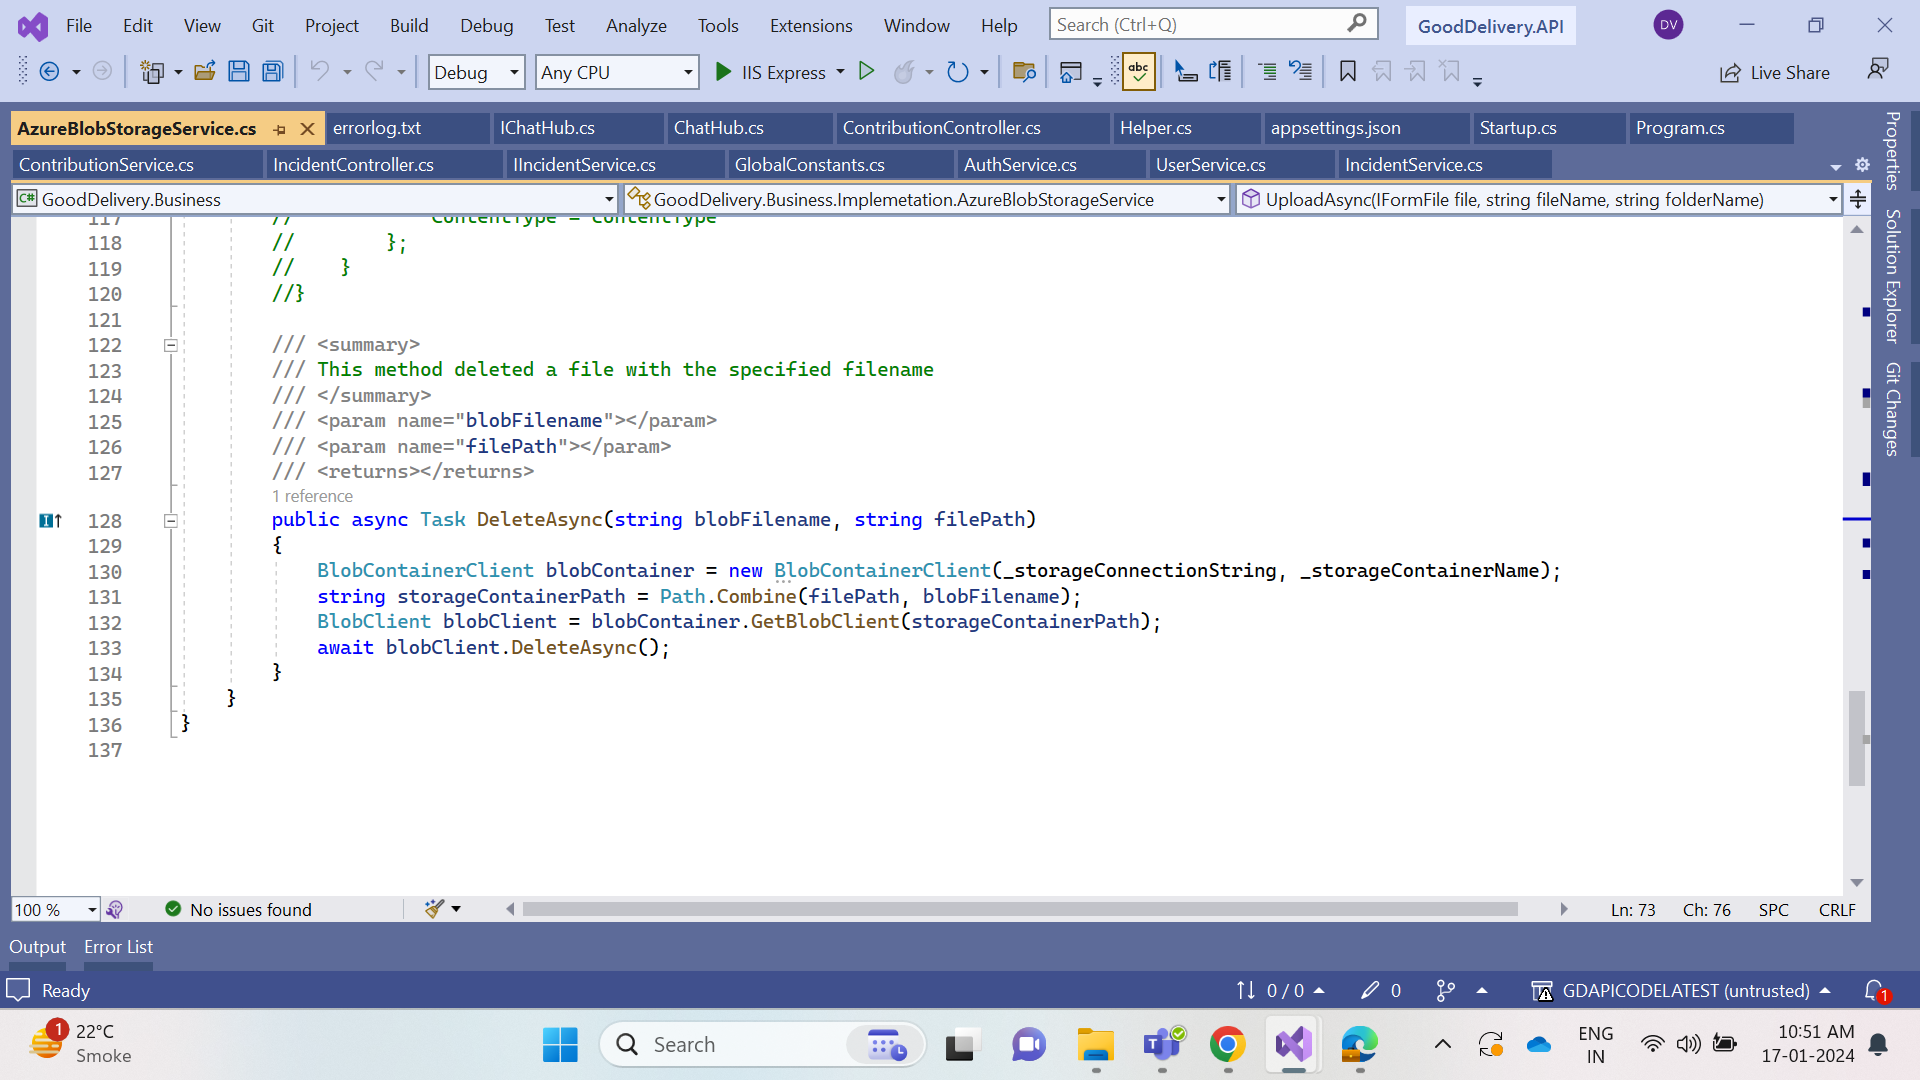 File Edit View Git Project Build Debug Test Analyze Tools Extensions Window Help Search (Ctrl+Q) GoodDelivery.API DV
Debug Any CPU IIS Express abc Live Share
AzureBlobStorageService.cs errorlog.txt IChatHub.cs ChatHub.cs ContributionController.cs Helper.cs appsettings.json Startup.cs Program.cs
ContributionService.cs IncidentController.cs IIncidentService.cs GlobalConstants.cs AuthService.cs UserService.cs IncidentService.cs
C# GoodDelivery.Business GoodDelivery.Business.Implemetation.AzureBlobStorageService UploadAsync(IFormFile file, string fileName, string folderName)
117 // ContentType = contentType
118 // };
119 // }
120 //}
121
122 /// <summary>
123 /// This method deleted a file with the specified filename
124 /// </summary>
125 /// <param name="blobFilename"></param>
126 /// <param name="filePath"></param>
127 /// <returns></returns>
1 reference
128 public async Task DeleteAsync(string blobFilename, string filePath)
129 {
130 BlobContainerClient blobContainer = new BlobContainerClient(_storageConnectionString, _storageContainerName);
131 string storageContainerPath = Path.Combine(filePath, blobFilename);
132 BlobClient blobClient = blobContainer.GetBlobClient(storageContainerPath);
133 await blobClient.DeleteAsync();
134 }
135 }
136 }
137
Properties
Solution Explorer
Git Changes
100 % No issues found Ln: 73 Ch: 76 SPC CRLF
Output Error List
Ready 0 / 0 0 GDAPICODELATEST (untrusted) 1
1 22°C
Smoke
Search
ENG
IN
10:51 AM
17-01-2024